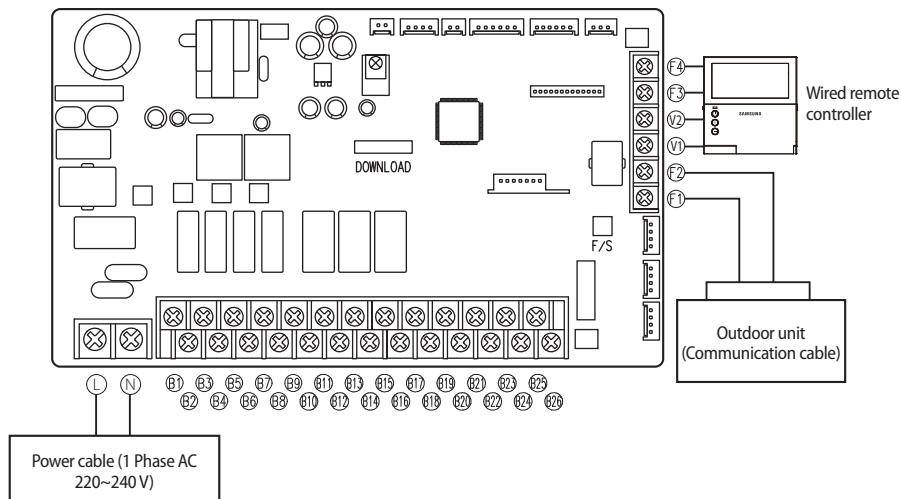 F4
F3
V2
V1
F2
F1
SAMSUNG
Wired remote
controller
DOWNLOAD
F/S
Outdoor unit
(Communication cable)
L N
B1 B3 B5 B7 B9 B11 B13 B15 B17 B19 B21 B23 B25
B2 B4 B6 B8 B10 B12 B14 B16 B18 B20 B22 B24 B26
Power cable (1 Phase AC
220~240 V)